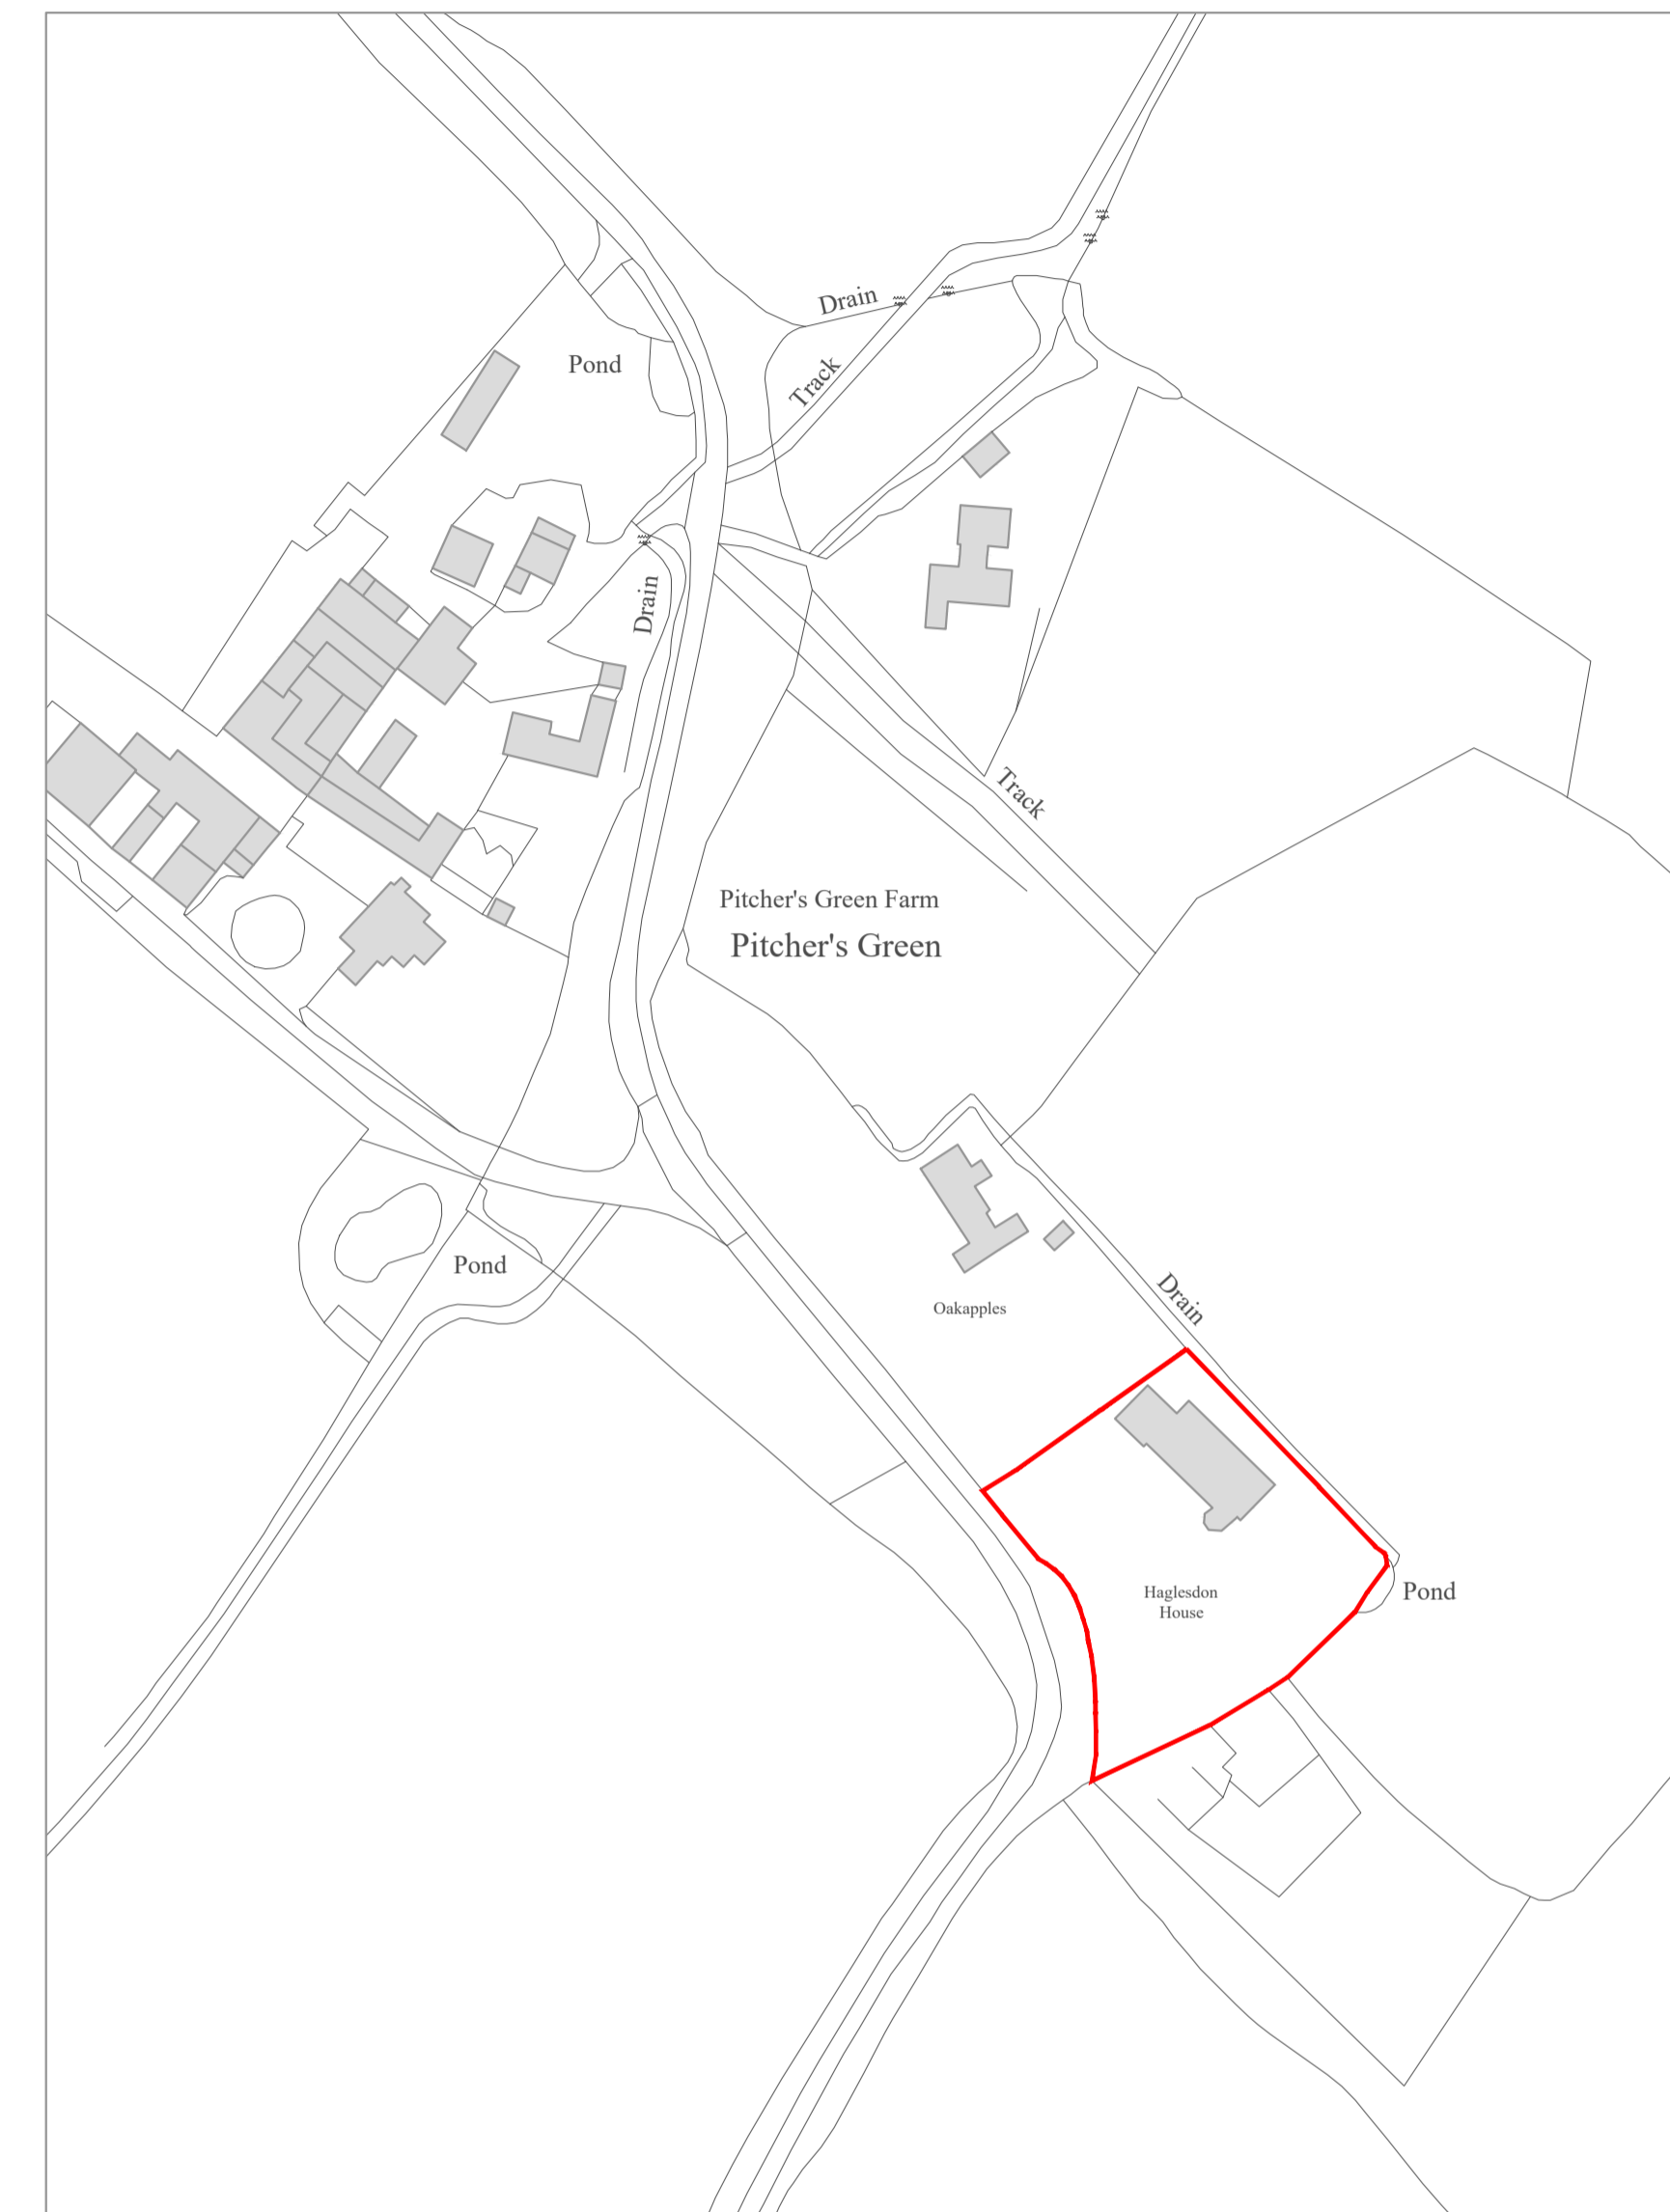 Drain
Pond
Track
Drain
Track
Pitcher's Green Farm
Pitcher's Green
Pond
Drain
Oakapples
Haglesdon
House
Pond